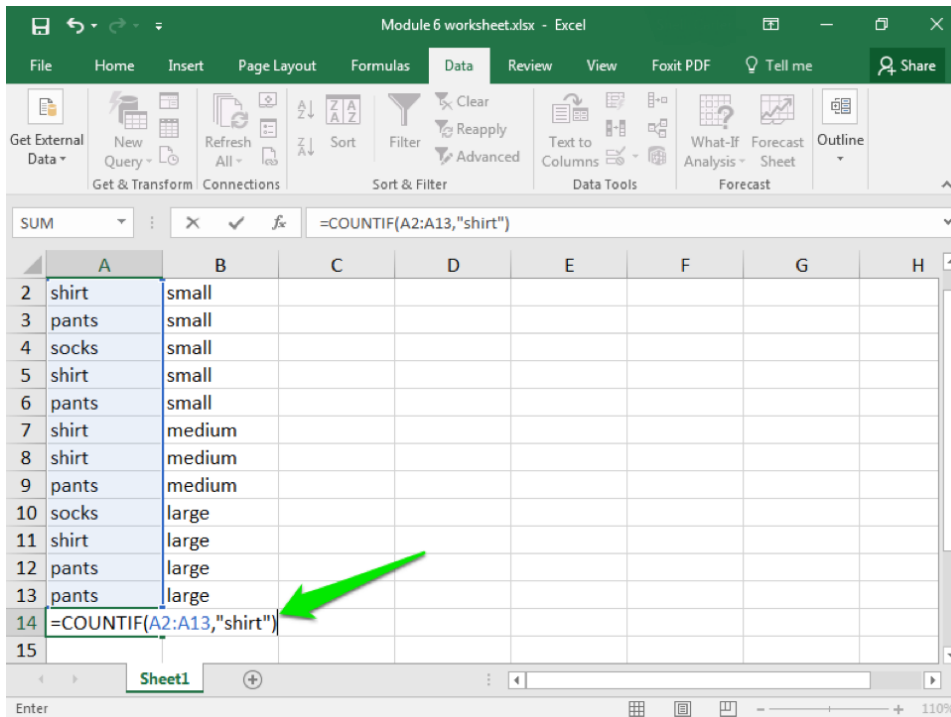 Module 6 worksheet.xlsx - Excel
File Home Insert Page Layout Formulas Data Review View Foxit PDF Tell me Share
Get External Data
New Query
Refresh All
Sort
Filter
Clear
Reapply
Advanced
Text to Columns
What-If Analysis
Forecast Sheet
Outline
Get & Transform Connections Sort & Filter Data Tools Forecast
SUM fx =COUNTIF(A2:A13,"shirt")
A B C D E F G H
2 shirt small
3 pants small
4 socks small
5 shirt small
6 pants small
7 shirt medium
8 shirt medium
9 pants medium
10 socks large
11 shirt large
12 pants large
13 pants large
14 =COUNTIF(A2:A13,"shirt")
15
Sheet1
Enter 110%